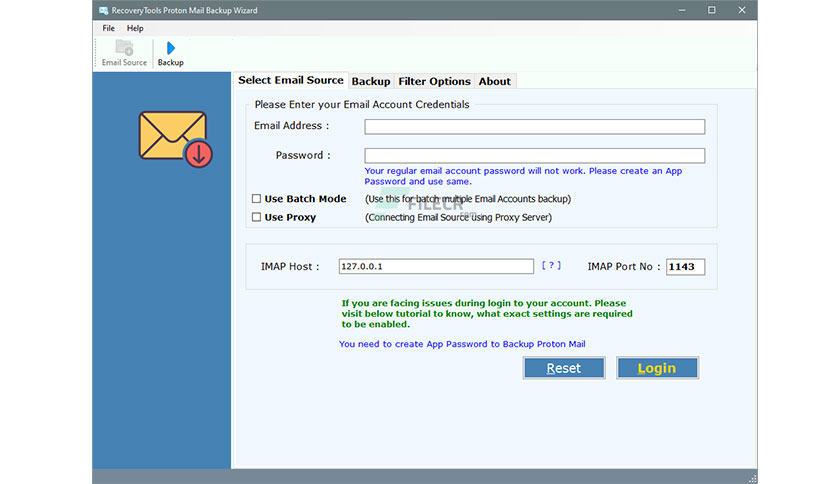 RecoveryTools Proton Mail Backup Wizard
File Help
Email Source Backup
Select Email Source Backup Filter Options About
Please Enter your Email Account Credentials
Email Address :
Password :
Your regular email account password will not work. Please create an App
Password and use same.
Use Batch Mode (Use this for batch multiple Email Accounts backup)
FILECR
.com
Use Proxy (Connecting Email Source using Proxy Server)
IMAP Host : 127.0.0.1 [ ? ] IMAP Port No : 1143
If you are facing issues during login to your account. Please
visit below tutorial to know, what exact settings are required
to be enabled.
You need to create App Password to Backup Proton Mail
Reset Login